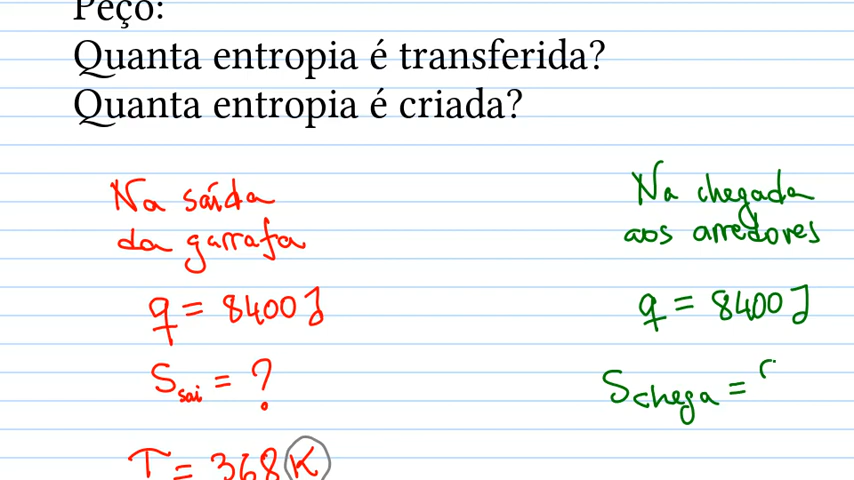 Peço:
Quanta entropia é transferida?
Quanta entropia é criada?
Na saída
da garrafa
q = 8400 J
Ssai = ?
T = 368 K
Na chegada
aos arredores
q = 8400 J
Schega =